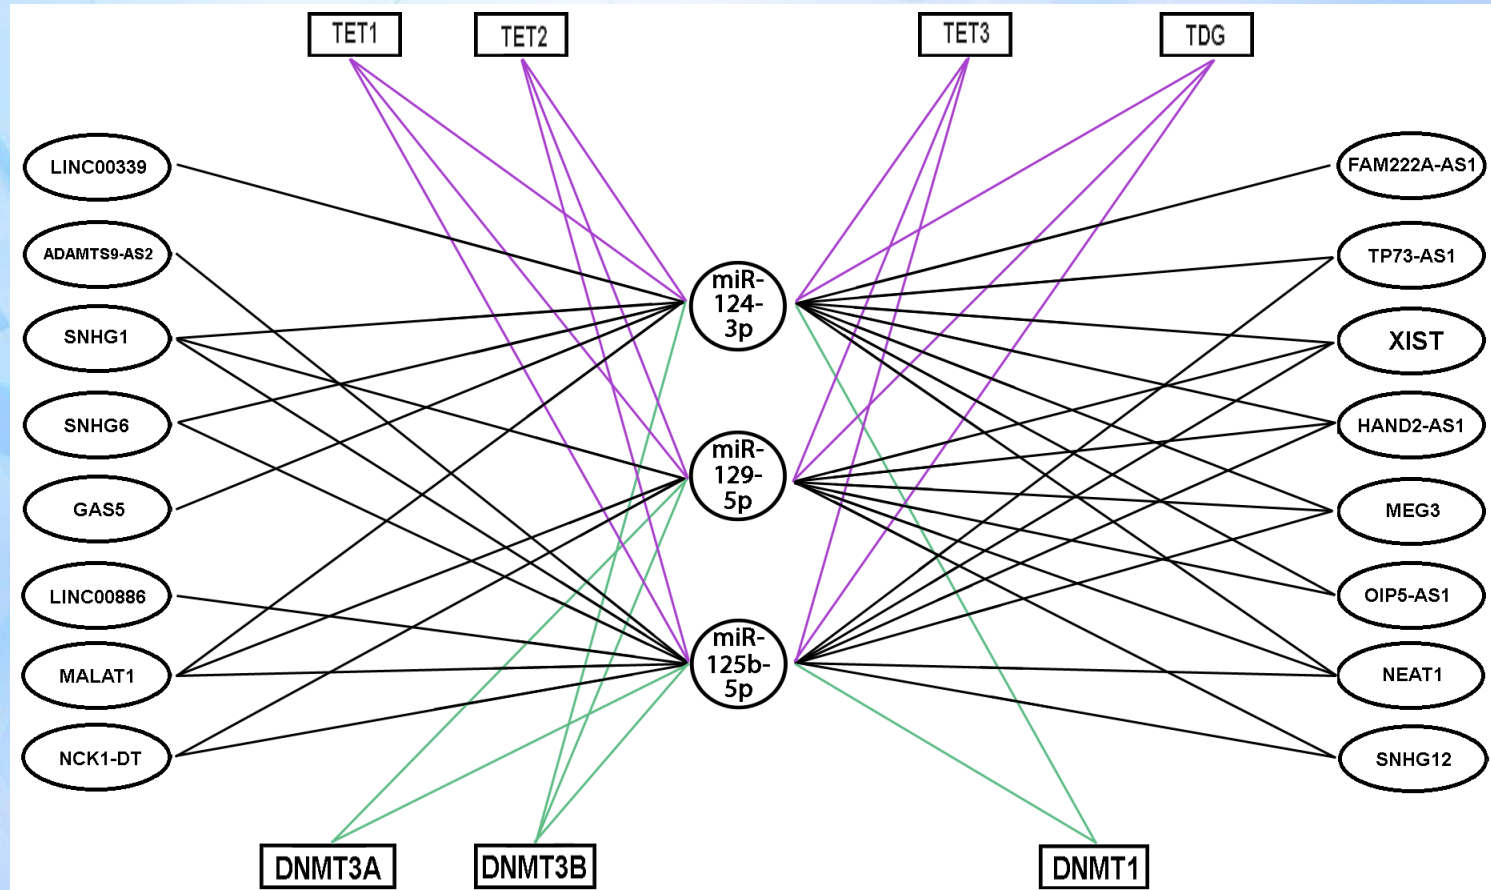 TET1
TET2
TET3
TDG
LINC00339
ADAMTS9-AS2
SNHG1
SNHG6
GAS5
LINC00886
MALAT1
NCK1-DT
miR-
124-
3p
miR-
129-
5p
miR-
125b-
5p
FAM222A-AS1
TP73-AS1
XIST
HAND2-AS1
MEG3
OIP5-AS1
NEAT1
SNHG12
DNMT3A
DNMT3B
DNMT1